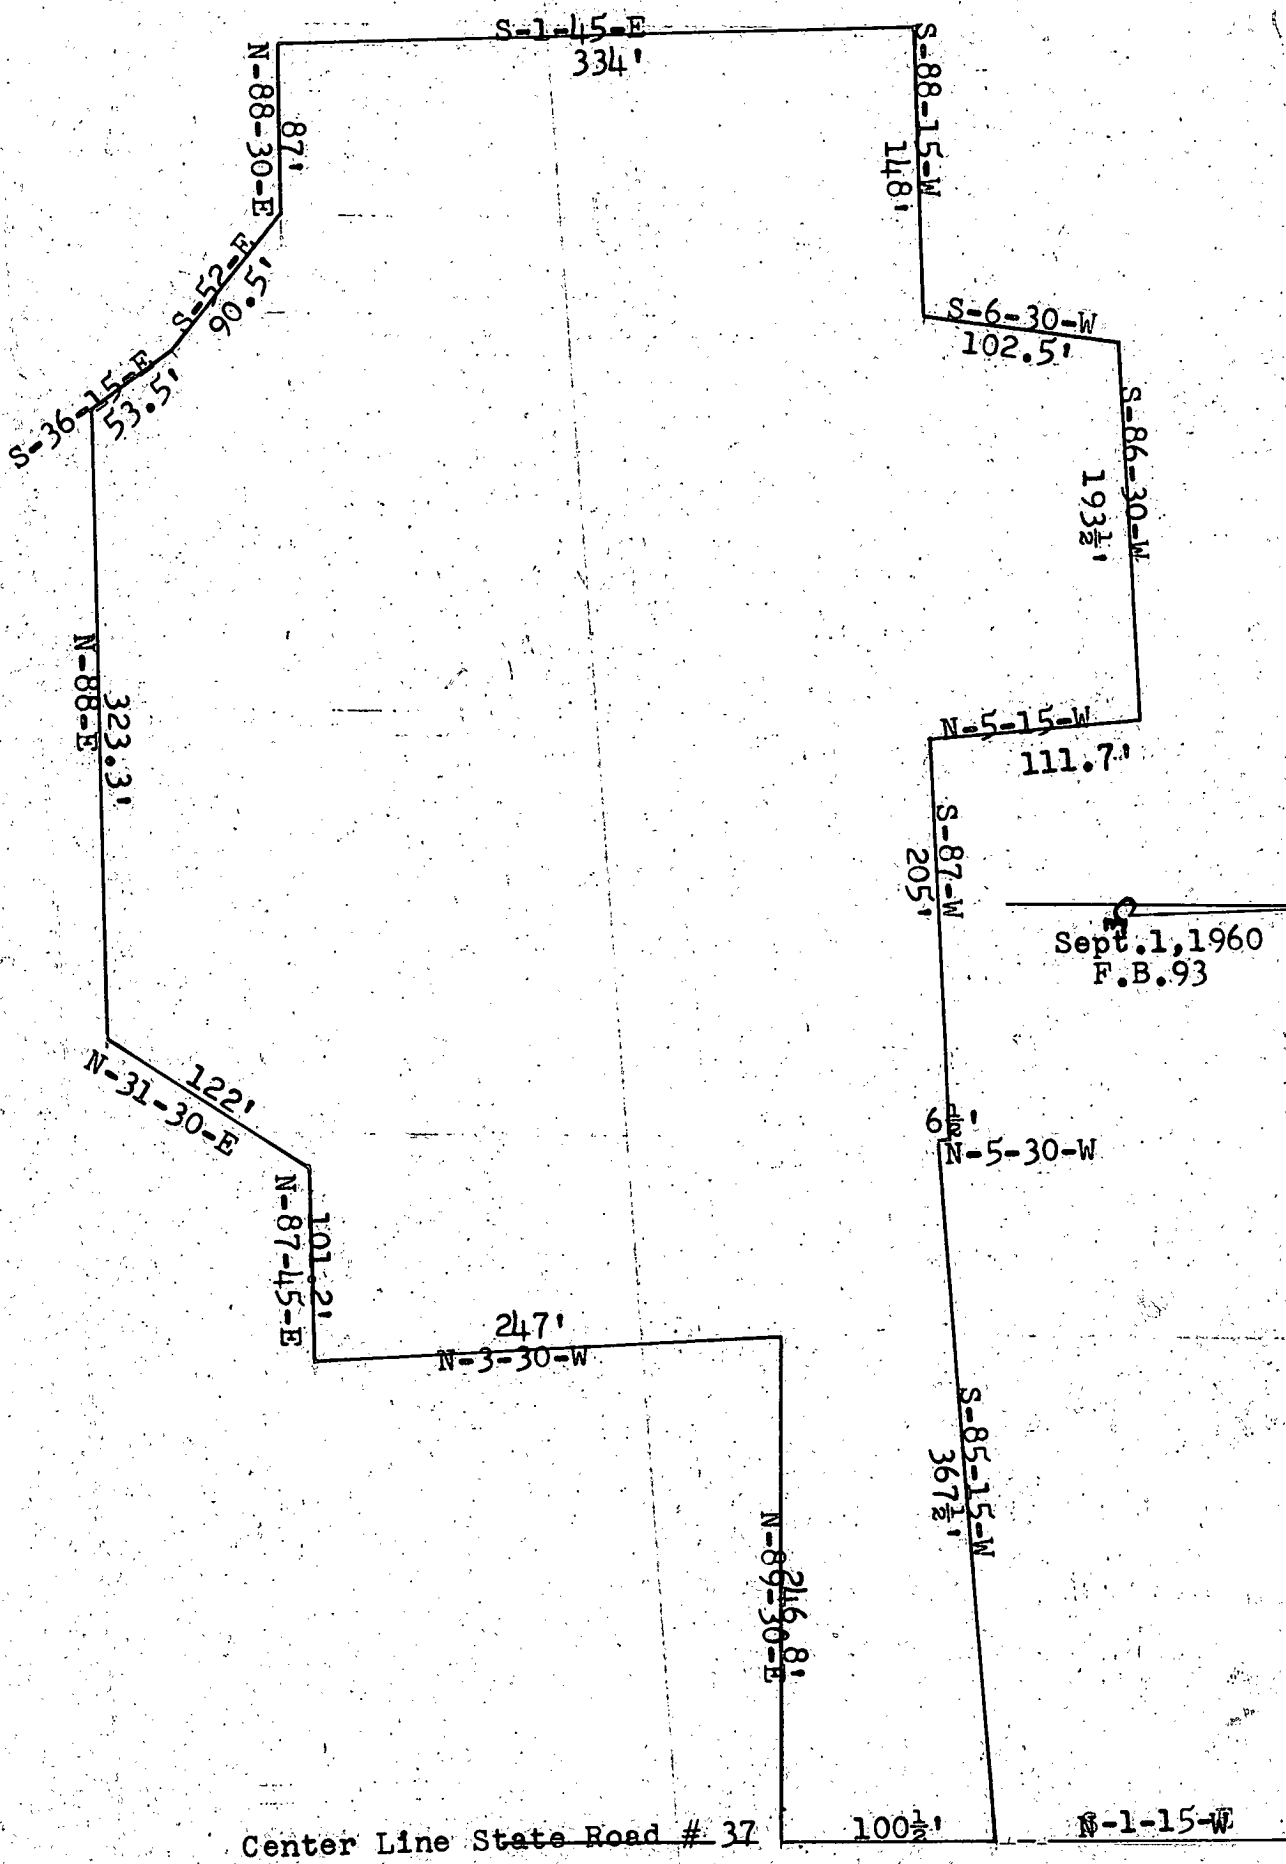 S-1-45-E
334'
N-88-30-E
87'
S-88-15-W
148'
S-52-E
90.5'
S-6-30-W
102.5'
S-36-15-E
53.5'
S-86-30-W
193½'
N-88-E
323.3'
N-5-15-W
111.7'
S-87-W
205'
Sept.1,1960
F.B.93
122'
N-31-30-E
6½'
N-5-30-W
N-87-45-E
101.2'
247'
N-3-30-W
S-85-15-W
367½'
N-89-30-E
246.8'
Center Line State Road # 37
100½'
N-1-15-W